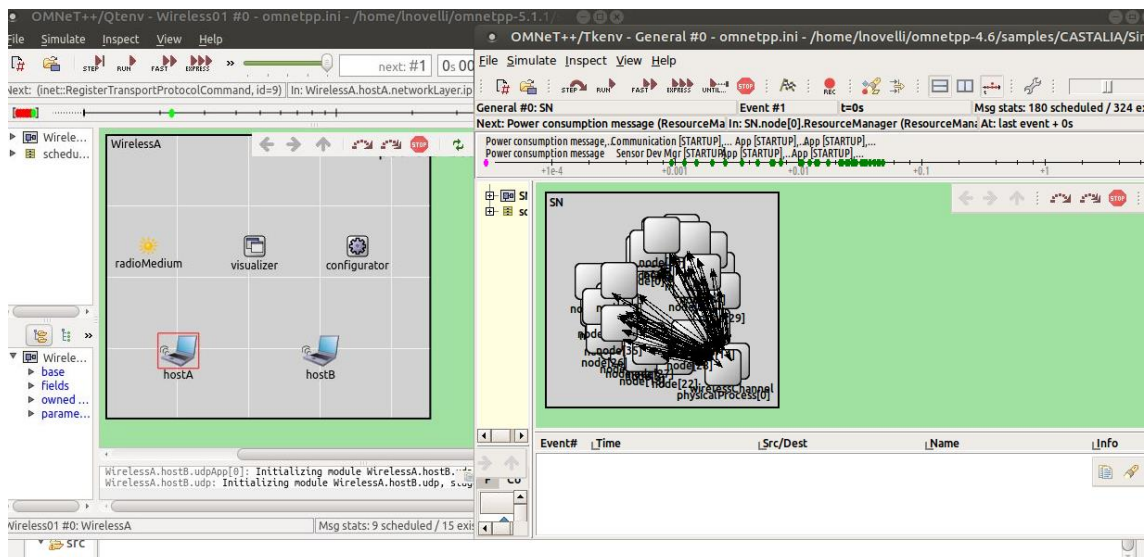 OMNeT++/Qtenv - Wireless01 #0 - omnetpp.ini - /home/lnovelli/omnetpp-5.1.1/
File Simulate Inspect View Help
STEP RUN FAST EXPRESS » next: #1 0s 00
Next: (inet::RegisterTransportProtocolCommand, id=9) In: WirelessA.hostA.networkLayer.ip
Wirele...
schedu...
WirelessA
STOP
radioMedium visualizer configurator
hostA hostB
»
Wirele...
base
fields
owned ...
parame...
WirelessA.hostB.udpApp[0]: Initializing module WirelessA.hostB.
WirelessA.hostB.udp: Initializing module WirelessA.hostB.udp, stag
Wireless01 #0: WirelessA Msg stats: 9 scheduled / 15 exis
src
OMNeT++/Tkenv - General #0 - omnetpp.ini - /home/lnovelli/omnetpp-4.6/samples/CASTALIA/Sim
File Simulate Inspect View Help
STEP RUN FAST EXPRESS UNTIL... STOP REC
General #0: SN Event #1 t=0s Msg stats: 180 scheduled / 324 ex
Next: Power consumption message (ResourceMa In: SN.node[0].ResourceManager (ResourceMana At: last event + 0s
Power consumption message,..Communication [STARTUP],... App [STARTUP],..App [STARTUP],...
Power consumption message Sensor Dev Mgr [STARTUP]App [STARTUP],..App [STARTUP],...
+1e-4 +0.001 +0.01 +0.1 +1
SN
STOP
node[22]
wirelessChannel
physicalProcess[0]
Event# Time Src/Dest Name Info